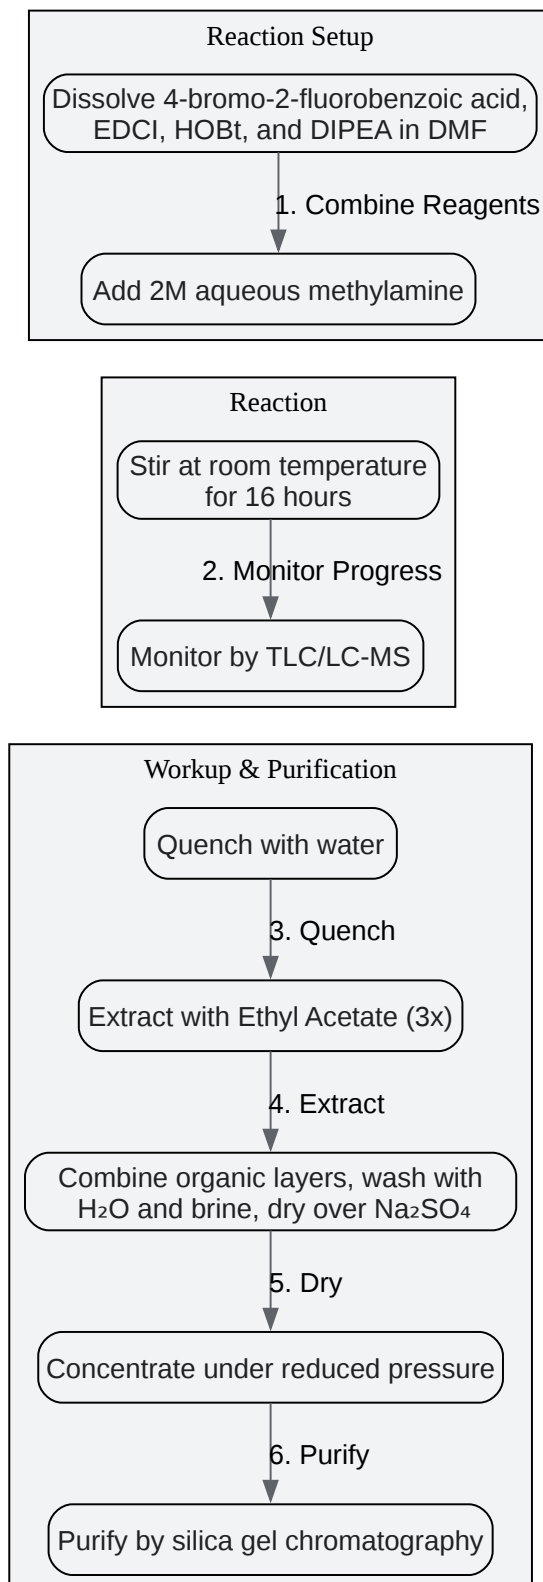 Reaction Setup
Dissolve 4-bromo-2-fluorobenzoic acid,
EDCI, HOBt, and DIPEA in DMF
1. Combine Reagents
Add 2M aqueous methylamine
Reaction
Stir at room temperature
for 16 hours
2. Monitor Progress
Monitor by TLC/LC-MS
Workup & Purification
Quench with water
3. Quench
Extract with Ethyl Acetate (3x)
4. Extract
Combine organic layers, wash with
H₂O and brine, dry over Na₂SO₄
5. Dry
Concentrate under reduced pressure
6. Purify
Purify by silica gel chromatography